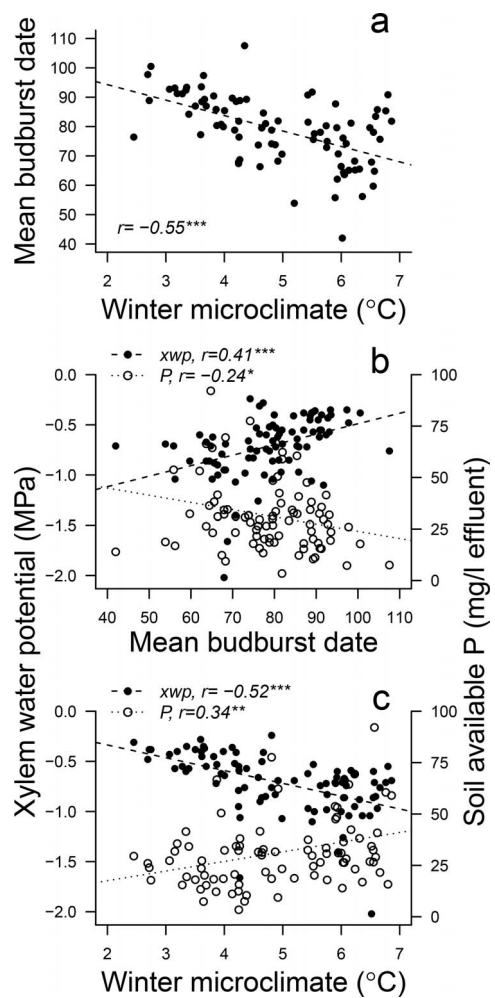 a
Mean budburst date
110
100
90
80
70
60
50
40
r= −0.55***
2 3 4 5 6 7
Winter microclimate (°C)
b
xwp, r=0.41***
P, r= −0.24*
0.0
−0.5
−1.0
−1.5
−2.0
100
75
50
25
0
40 50 60 70 80 90 100 110
Mean budburst date
Xylem water potential (MPa)
Soil available P (mg/l effluent)
c
xwp, r= −0.52***
P, r=0.34**
0.0
−0.5
−1.0
−1.5
−2.0
100
75
50
25
0
2 3 4 5 6 7
Winter microclimate (°C)